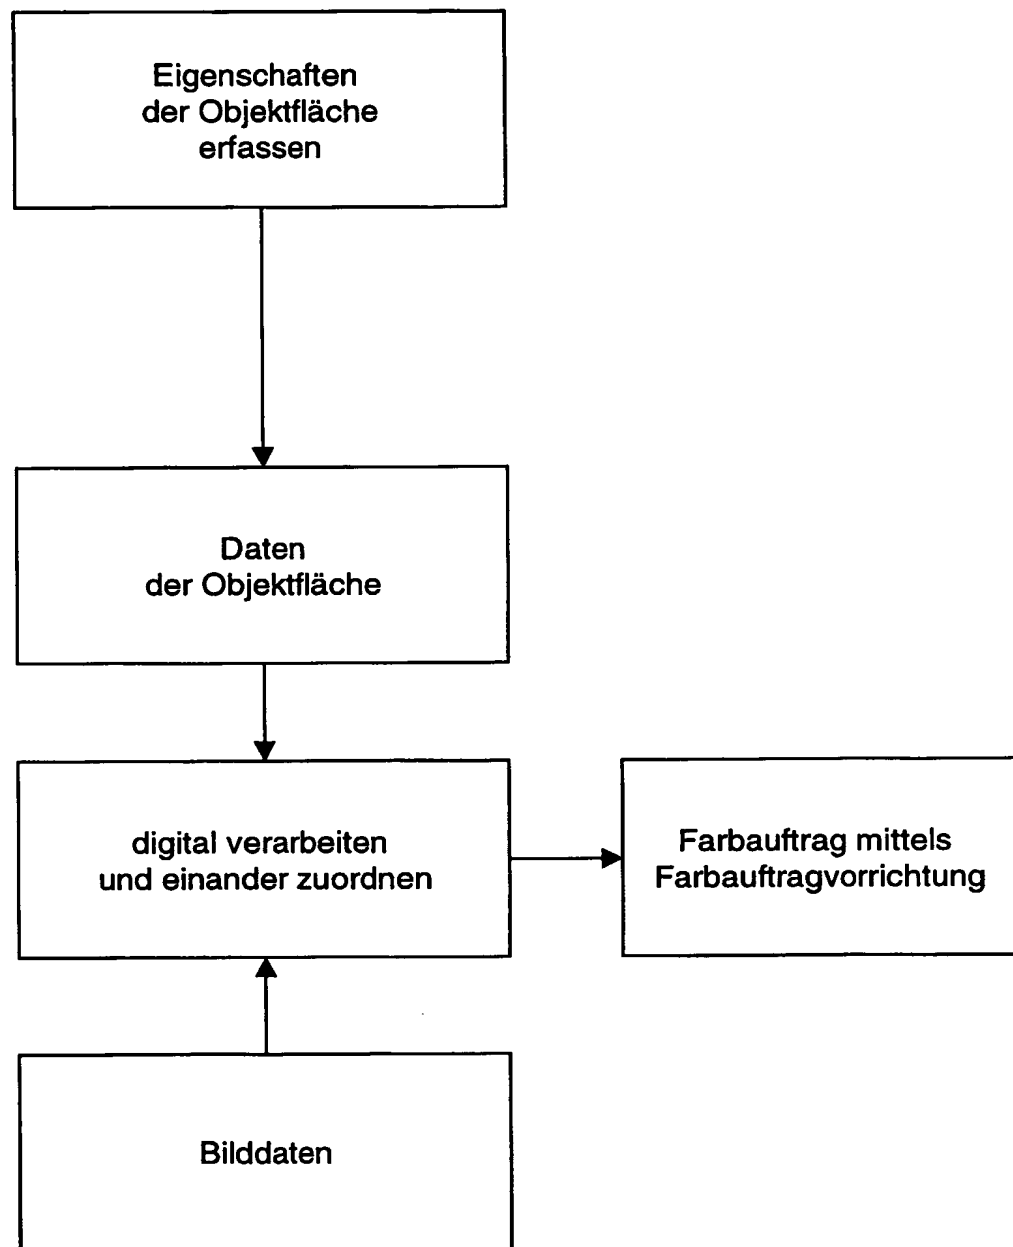 Eigenschaften
der Objektfläche
erfassen
Daten
der Objektfläche
digital verarbeiten
und einander zuordnen
Farbauftrag mittels
Farbauftragvorrichtung
Bilddaten